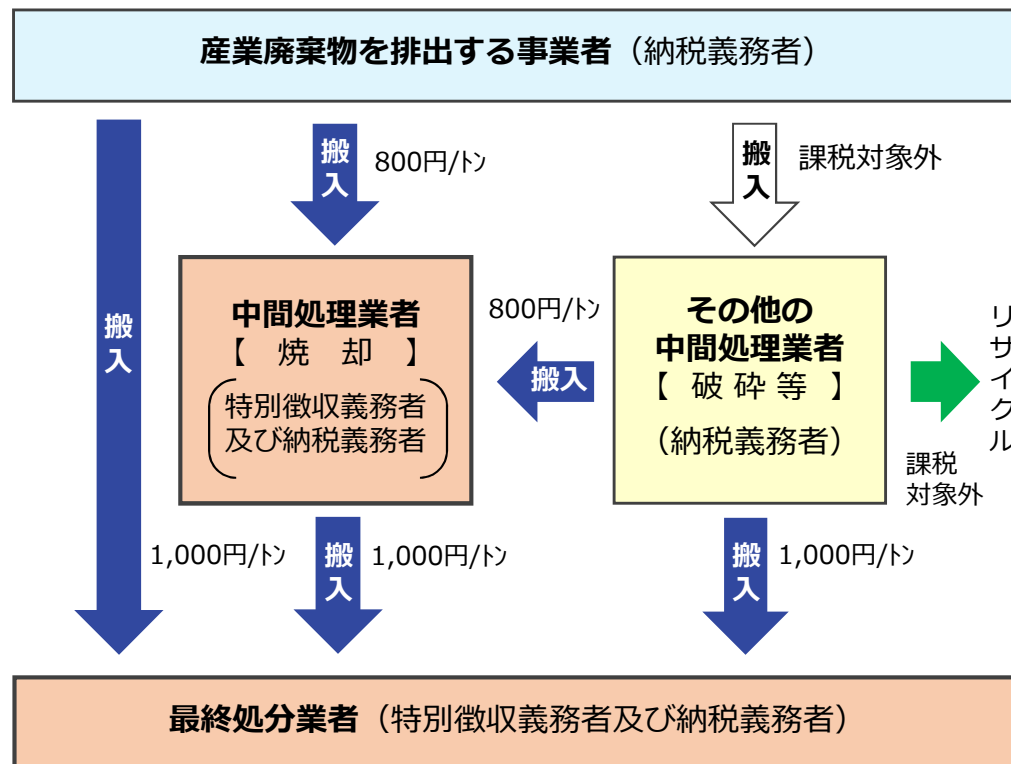 産業廃棄物を排出する事業者（納税義務者）
搬入
搬入
800円/トン
搬入
課税対象外
中間処理業者
【　焼　却　】
特別徴収義務者
及び納税義務者
800円/トン
搬入
その他の
中間処理業者
【　破 砕 等　】
（納税義務者）
リサイクル
課税
対象外
1,000円/トン
搬入
1,000円/トン
搬入
1,000円/トン
最終処分業者（特別徴収義務者及び納税義務者）